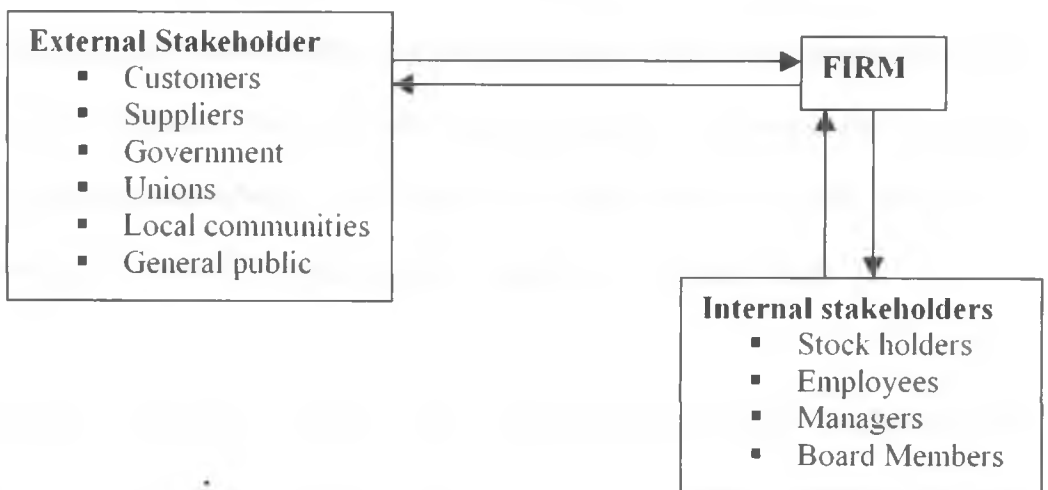 External Stakeholder
▪ Customers
▪ Suppliers
▪ Government
▪ Unions
▪ Local communities
▪ General public
FIRM
Internal stakeholders
▪ Stock holders
▪ Employees
▪ Managers
▪ Board Members